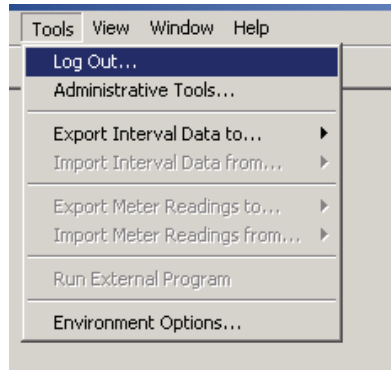 Tools View Window Help
Log Out...
Administrative Tools...
Export Interval Data to...
Import Interval Data from...
Export Meter Readings to...
Import Meter Readings from...
Run External Program
Environment Options...